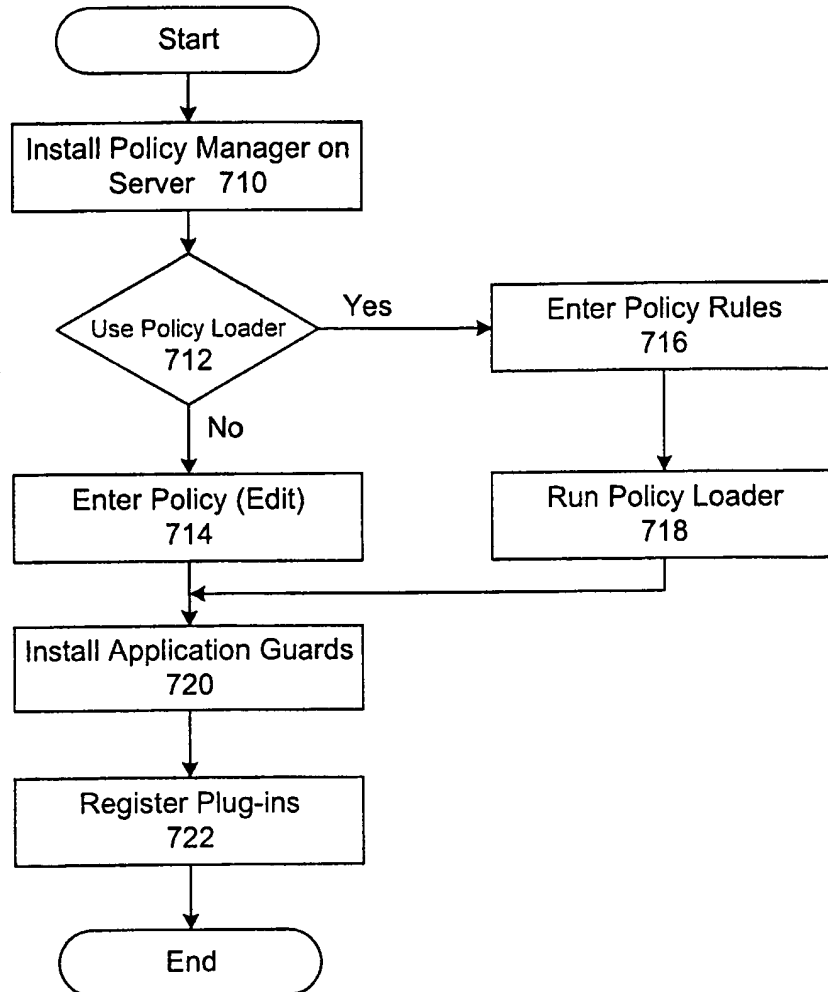 Start
Install Policy Manager on
Server 710
Use Policy Loader
712
Yes
Enter Policy Rules
716
No
Enter Policy (Edit)
714
Run Policy Loader
718
Install Application Guards
720
Register Plug-ins
722
End